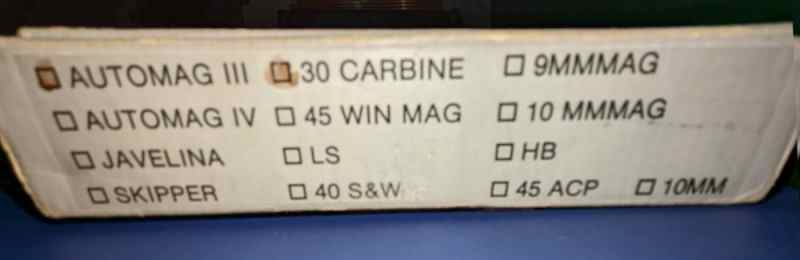 AUTOMAG III 30 CARBINE 9MMMAG
AUTOMAG IV 45 WIN MAG 10 MMMAG
JAVELINA LS HB
SKIPPER 40 S&W 45 ACP 10MM